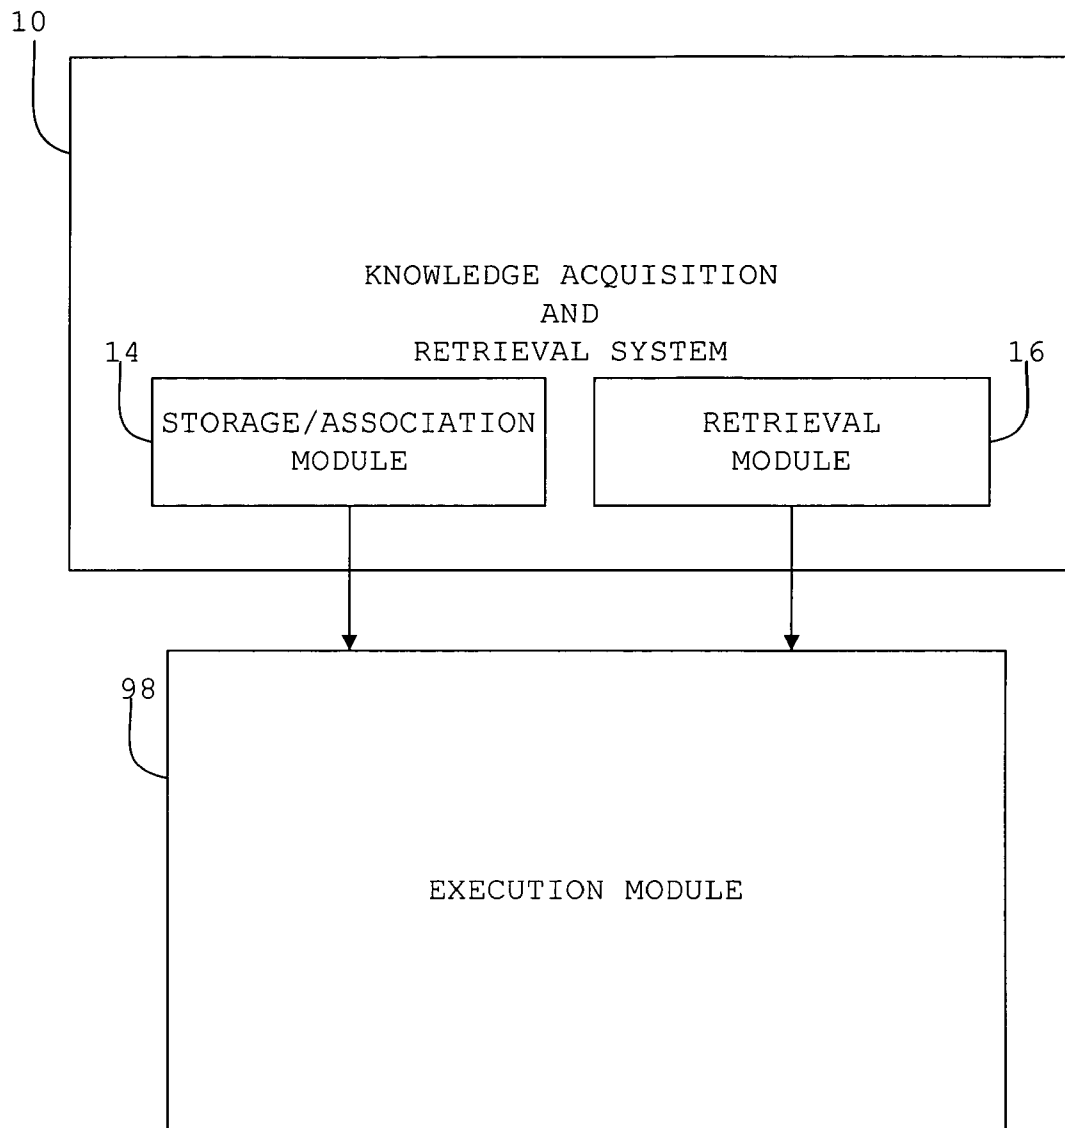 10
KNOWLEDGE ACQUISITION
AND
RETRIEVAL SYSTEM
14
16
STORAGE/ASSOCIATION
MODULE
RETRIEVAL
MODULE
98
EXECUTION MODULE